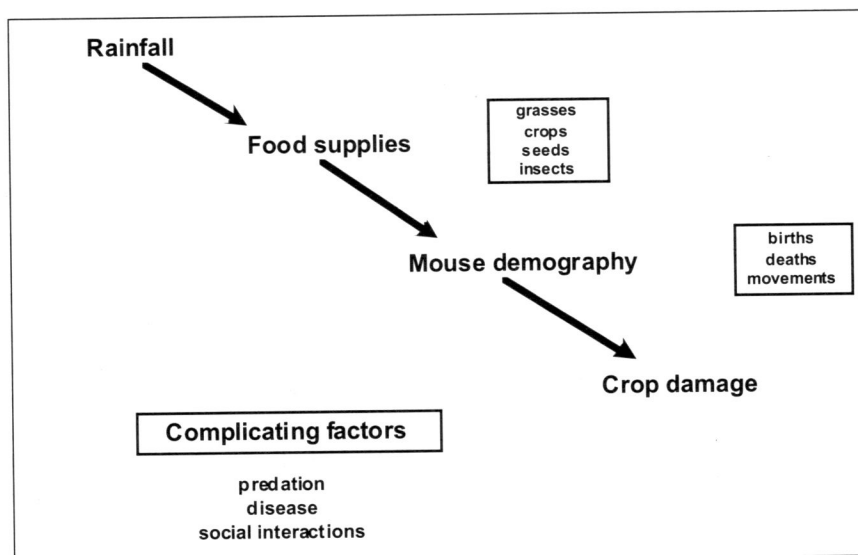 Rainfall
Food supplies
grasses
crops
seeds
insects
Mouse demography
births
deaths
movements
Crop damage
Complicating factors
predation
disease
social interactions